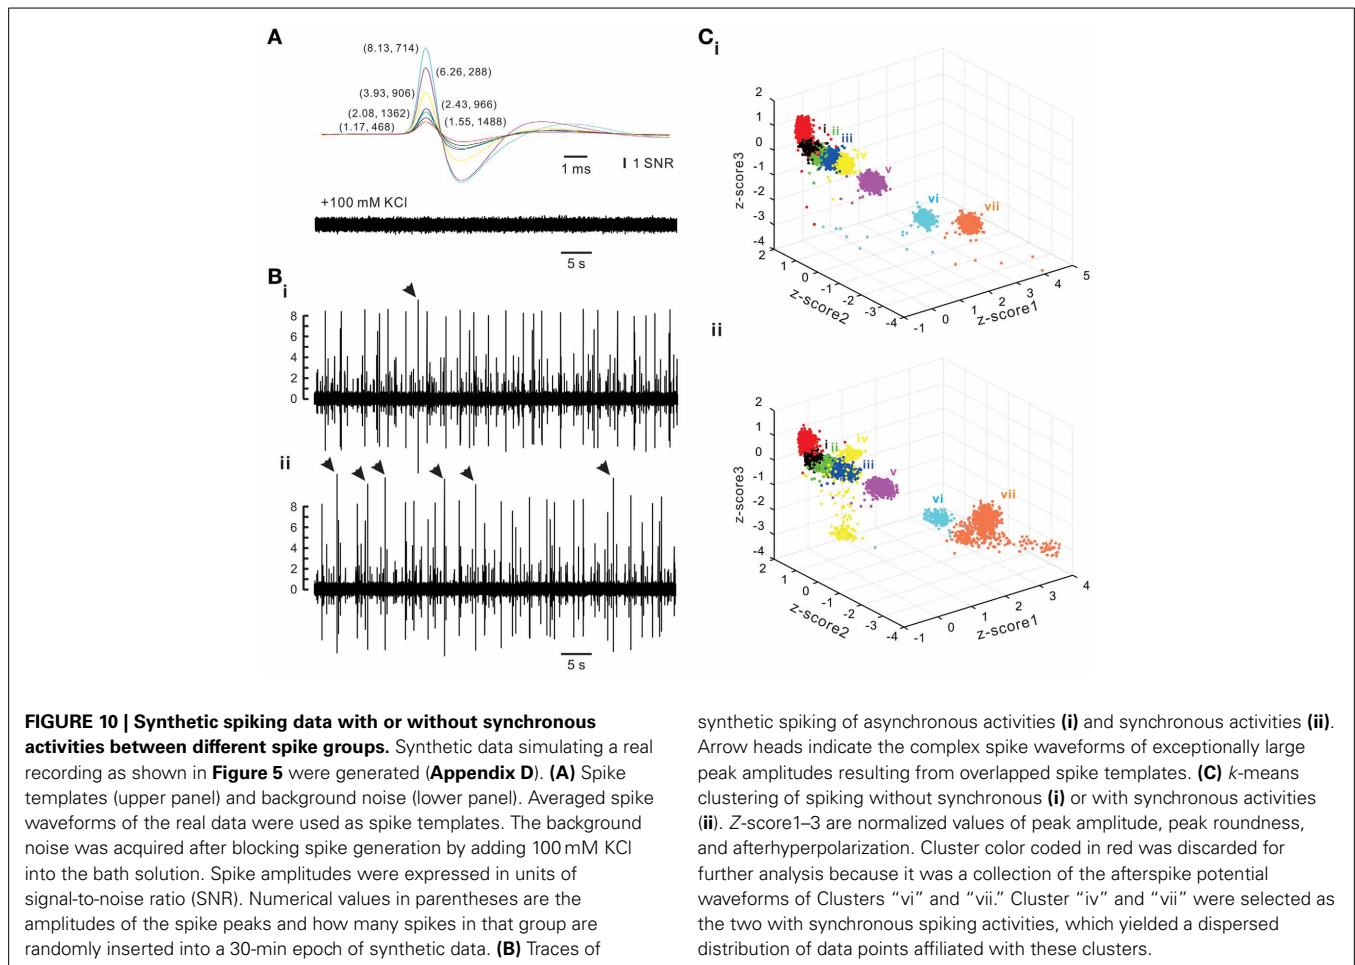 A
(8.13, 714)
(6.26, 288)
(3.93, 906)
(2.08, 1362)
(2.43, 966)
(1.17, 468)
(1.55, 1488)
1 ms
1 SNR
+100 mM KCl
5 s
B
i
8
6
4
2
0
ii
8
6
4
2
0
5 s
C
i
2
1
0
-1
-2
-3
-4
z-score3
2
1
0
-1
-2
-3
-4
z-score2
-1
0
1
2
3
4
5
z-score1
i
ii
iii
iv
v
vi
vii
ii
2
1
0
-1
-2
-3
-4
z-score3
2
1
0
-1
-2
-3
-4
z-score2
-1
0
1
2
3
4
z-score1
i
ii
iii
iv
v
vi
vii
FIGURE 10 | Synthetic spiking data with or without synchronous
activities between different spike groups. Synthetic data simulating a real
recording as shown in Figure 5 were generated (Appendix D). (A) Spike
templates (upper panel) and background noise (lower panel). Averaged spike
waveforms of the real data were used as spike templates. The background
noise was acquired after blocking spike generation by adding 100 mM KCl
into the bath solution. Spike amplitudes were expressed in units of
signal-to-noise ratio (SNR). Numerical values in parentheses are the
amplitudes of the spike peaks and how many spikes in that group are
randomly inserted into a 30-min epoch of synthetic data. (B) Traces of
synthetic spiking of asynchronous activities (i) and synchronous activities (ii).
Arrow heads indicate the complex spike waveforms of exceptionally large
peak amplitudes resulting from overlapped spike templates. (C) k-means
clustering of spiking without synchronous (i) or with synchronous activities
(ii). Z-score1–3 are normalized values of peak amplitude, peak roundness,
and afterhyperpolarization. Cluster color coded in red was discarded for
further analysis because it was a collection of the afterspike potential
waveforms of Clusters “vi” and “vii.” Cluster “iv” and “vii” were selected as
the two with synchronous spiking activities, which yielded a dispersed
distribution of data points affiliated with these clusters.